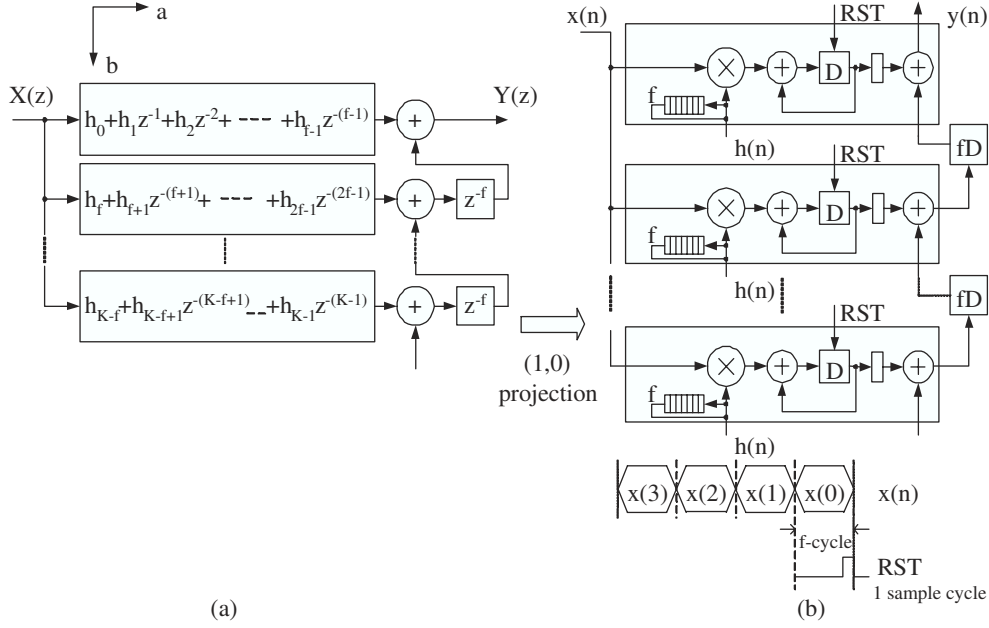 a
b
X(z)
h0+h1z-1+h2z-2+ ---- +hf-1z-(f-1)
+
Y(z)
hf+hf+1z-(f+1)+ ---- +h2f-1z-(2f-1)
+
z-f
hK-f+hK-f+1z-(K-f+1) -- +hK-1z-(K-1)
+
z-f
(1,0)
projection
(a)
x(n)
RST
y(n)
×
+
D
+
f
h(n)
fD
RST
×
+
D
+
f
h(n)
fD
RST
×
+
D
+
f
h(n)
x(3)
x(2)
x(1)
x(0)
x(n)
f-cycle
RST
1 sample cycle
(b)